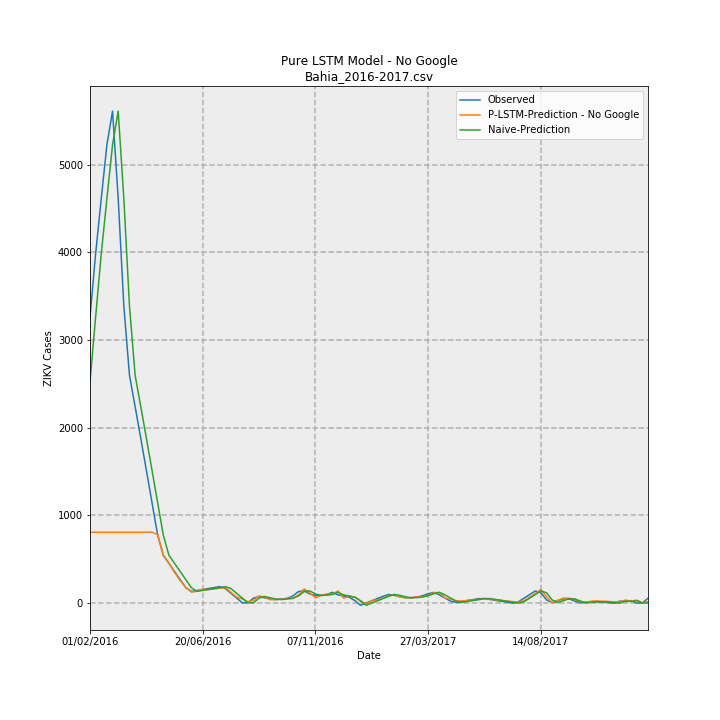 Pure LSTM Model - No Google
Bahia_2016-2017.csv
Observed
P-LSTM-Prediction - No Google
Naive-Prediction
ZIKV Cases
5000
4000
3000
2000
1000
0
01/02/2016
20/06/2016
07/11/2016
27/03/2017
14/08/2017
Date